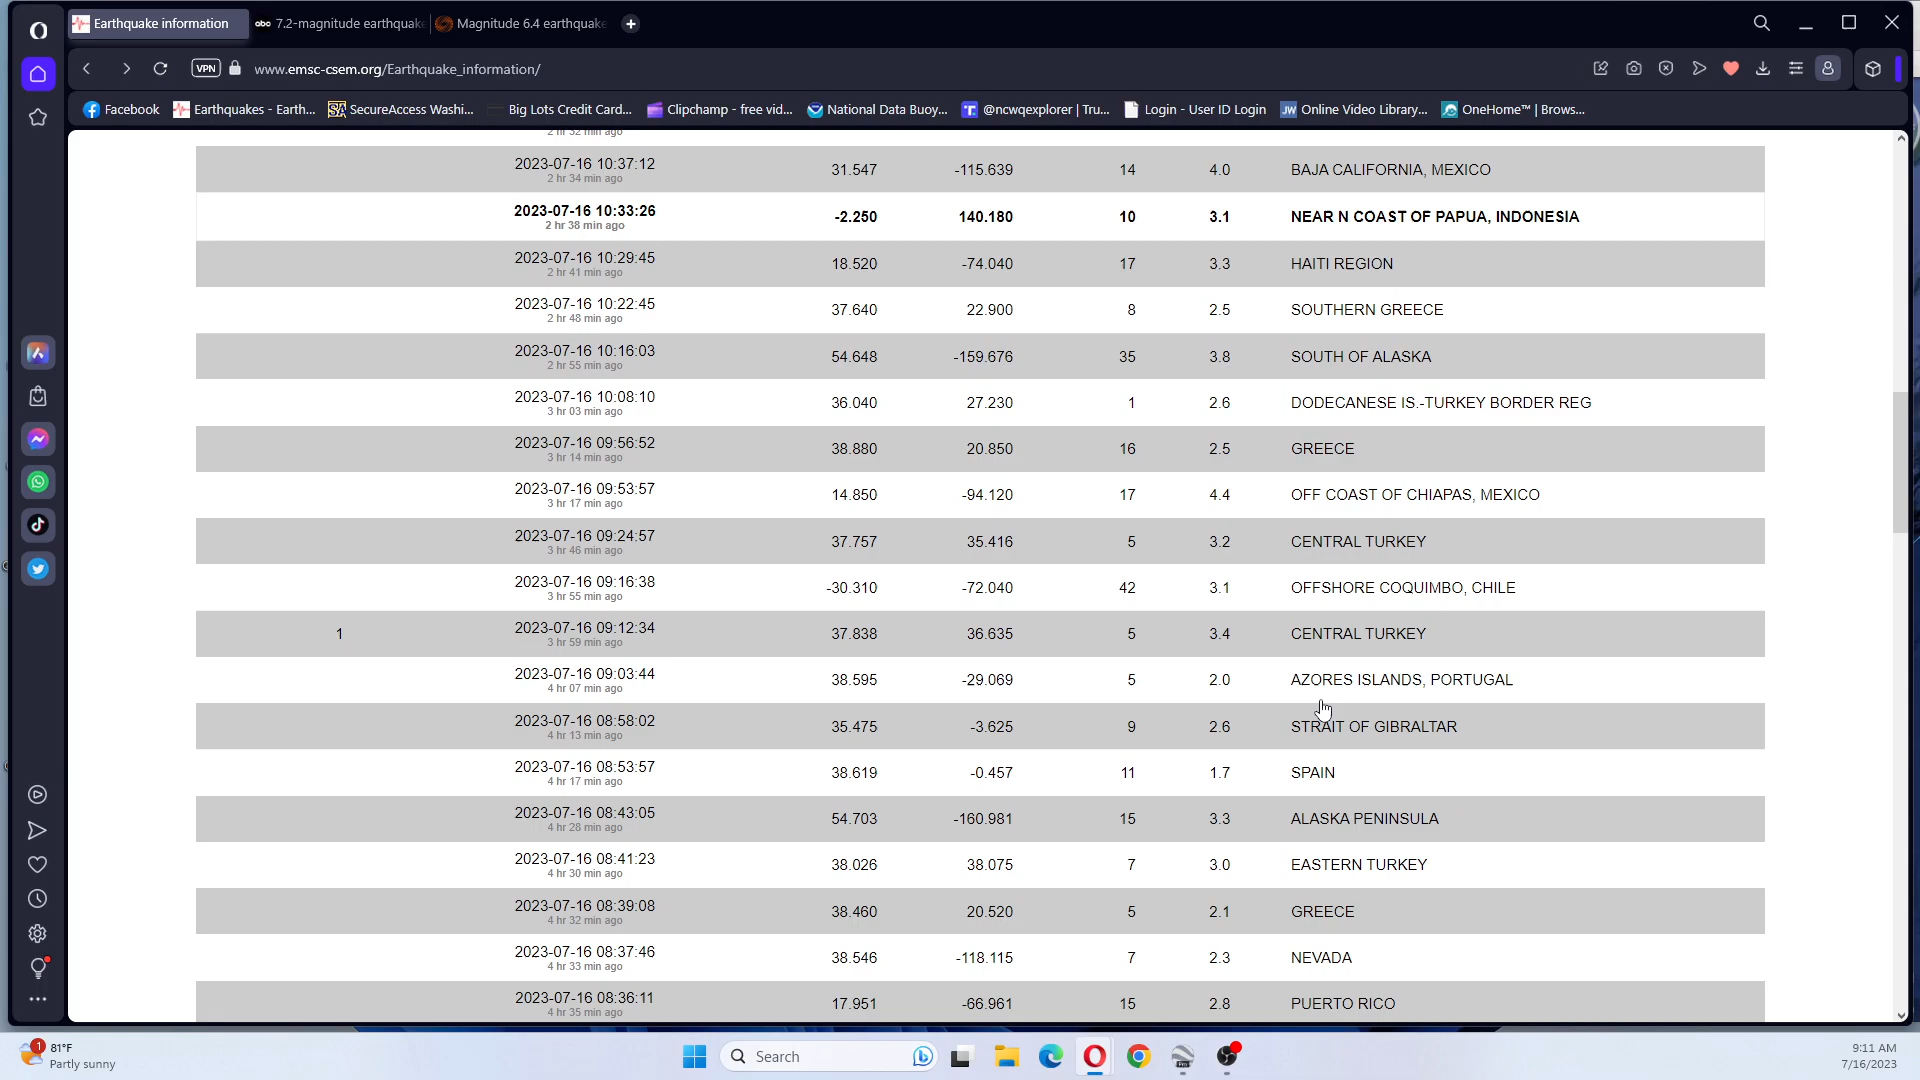 Earthquake information
abc 7.2-magnitude earthquake
Magnitude 6.4 earthquake
VPN
www.emsc-csem.org/Earthquake_information/
Facebook
Earthquakes - Earth...
SecureAccess Washi...
Big Lots Credit Card...
Clipchamp - free vid...
National Data Buoy...
@ncwqexplorer | Tru...
Login - User ID Login
Online Video Library...
OneHome™ | Brows...
2 hr 32 min ago
2023-07-16 10:37:12 31.547 -115.639 14 4.0 BAJA CALIFORNIA, MEXICO
2 hr 34 min ago
2023-07-16 10:33:26 -2.250 140.180 10 3.1 NEAR N COAST OF PAPUA, INDONESIA
2 hr 38 min ago
2023-07-16 10:29:45 18.520 -74.040 17 3.3 HAITI REGION
2 hr 41 min ago
2023-07-16 10:22:45 37.640 22.900 8 2.5 SOUTHERN GREECE
2 hr 48 min ago
2023-07-16 10:16:03 54.648 -159.676 35 3.8 SOUTH OF ALASKA
2 hr 55 min ago
2023-07-16 10:08:10 36.040 27.230 1 2.6 DODECANESE IS.-TURKEY BORDER REG
3 hr 03 min ago
2023-07-16 09:56:52 38.880 20.850 16 2.5 GREECE
3 hr 14 min ago
2023-07-16 09:53:57 14.850 -94.120 17 4.4 OFF COAST OF CHIAPAS, MEXICO
3 hr 17 min ago
2023-07-16 09:24:57 37.757 35.416 5 3.2 CENTRAL TURKEY
3 hr 46 min ago
2023-07-16 09:16:38 -30.310 -72.040 42 3.1 OFFSHORE COQUIMBO, CHILE
3 hr 55 min ago
1 2023-07-16 09:12:34 37.838 36.635 5 3.4 CENTRAL TURKEY
3 hr 59 min ago
2023-07-16 09:03:44 38.595 -29.069 5 2.0 AZORES ISLANDS, PORTUGAL
4 hr 07 min ago
2023-07-16 08:58:02 35.475 -3.625 9 2.6 STRAIT OF GIBRALTAR
4 hr 13 min ago
2023-07-16 08:53:57 38.619 -0.457 11 1.7 SPAIN
4 hr 17 min ago
2023-07-16 08:43:05 54.703 -160.981 15 3.3 ALASKA PENINSULA
4 hr 28 min ago
2023-07-16 08:41:23 38.026 38.075 7 3.0 EASTERN TURKEY
4 hr 30 min ago
2023-07-16 08:39:08 38.460 20.520 5 2.1 GREECE
4 hr 32 min ago
2023-07-16 08:37:46 38.546 -118.115 7 2.3 NEVADA
4 hr 33 min ago
2023-07-16 08:36:11 17.951 -66.961 15 2.8 PUERTO RICO
4 hr 35 min ago
1 81°F
Partly sunny
Search
9:11 AM
7/16/2023